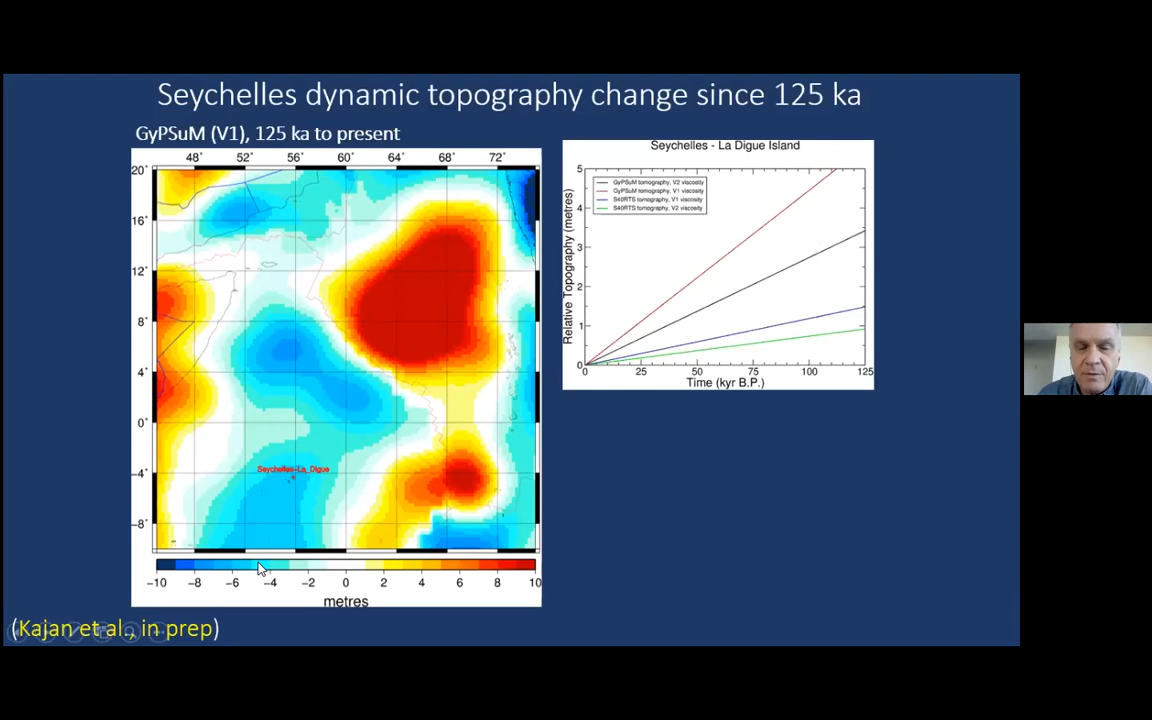 Seychelles dynamic topography change since 125 ka
GyPSuM (V1), 125 ka to present
48° 52° 56° 60° 64° 68° 72°
20°
16°
12°
8°
4°
0°
-4°
-8°
Seychelles-La_Digue
-10 -8 -6 -4 -2 0 2 4 6 8 10
metres
Seychelles - La Digue Island
GyPSuM tomography, V2 viscosity
GyPSuM tomography, V1 viscosity
S40RTS tomography, V1 viscosity
S40RTS tomography, V2 viscosity
Relative Topography (metres)
5
4
3
2
1
0
0 25 50 75 100 125
Time (kyr B.P.)
(Kajan et al., in prep)